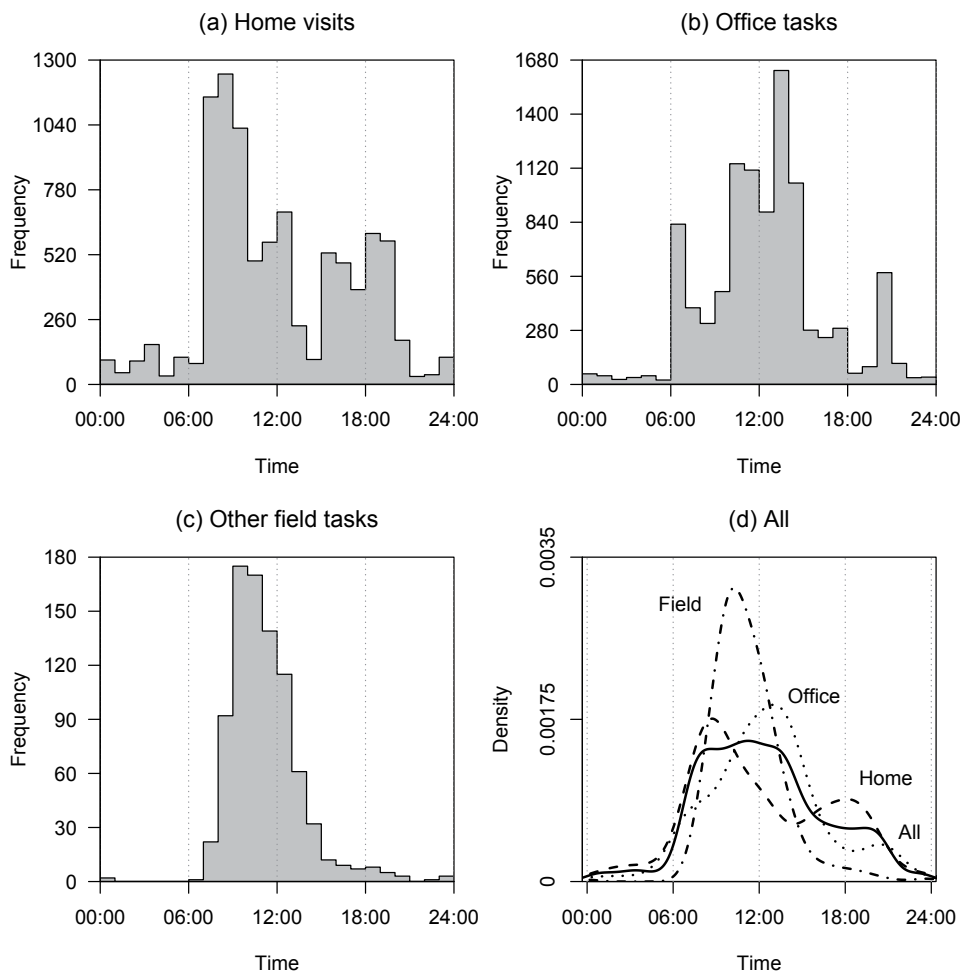 (a) Home visits
Frequency
1300
1040
780
520
260
0
00:00 06:00 12:00 18:00 24:00
Time
(b) Office tasks
Frequency
1680
1400
1120
840
560
280
0
00:00 06:00 12:00 18:00 24:00
Time
(c) Other field tasks
Frequency
180
150
120
90
60
30
0
00:00 06:00 12:00 18:00 24:00
Time
(d) All
Density
0.0035
0.00175
0
Field
Office
Home
All
00:00 06:00 12:00 18:00 24:00
Time